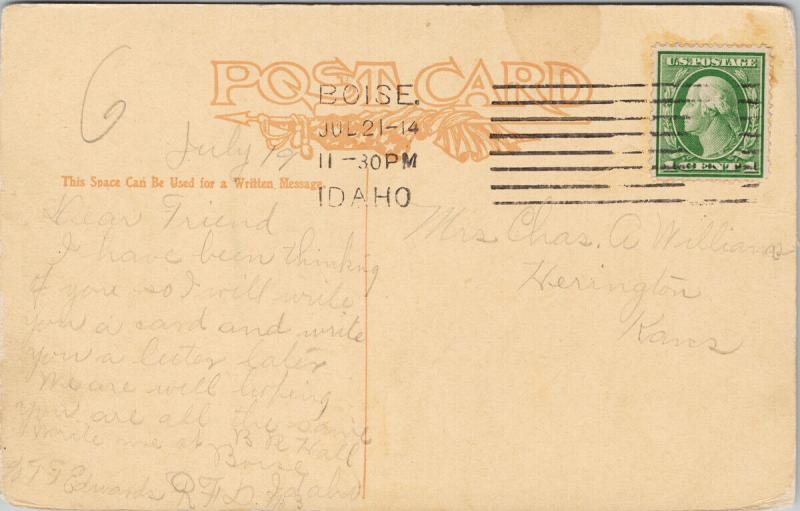 POST CARD
U.S. POSTAGE
1 CENT 1
BOISE.
JUL 21-14
11-30PM
IDAHO
6
July 19
This Space Can Be Used for a Written Message.
Dear Friend
I have been thinking
of you so I will write
you a card and write
you a letter later
We are well hoping
you are all the same
write me at B R Hall
Boise
Edwards R F D Idaho
Mrs Chas. A Williams
Herington
Kans